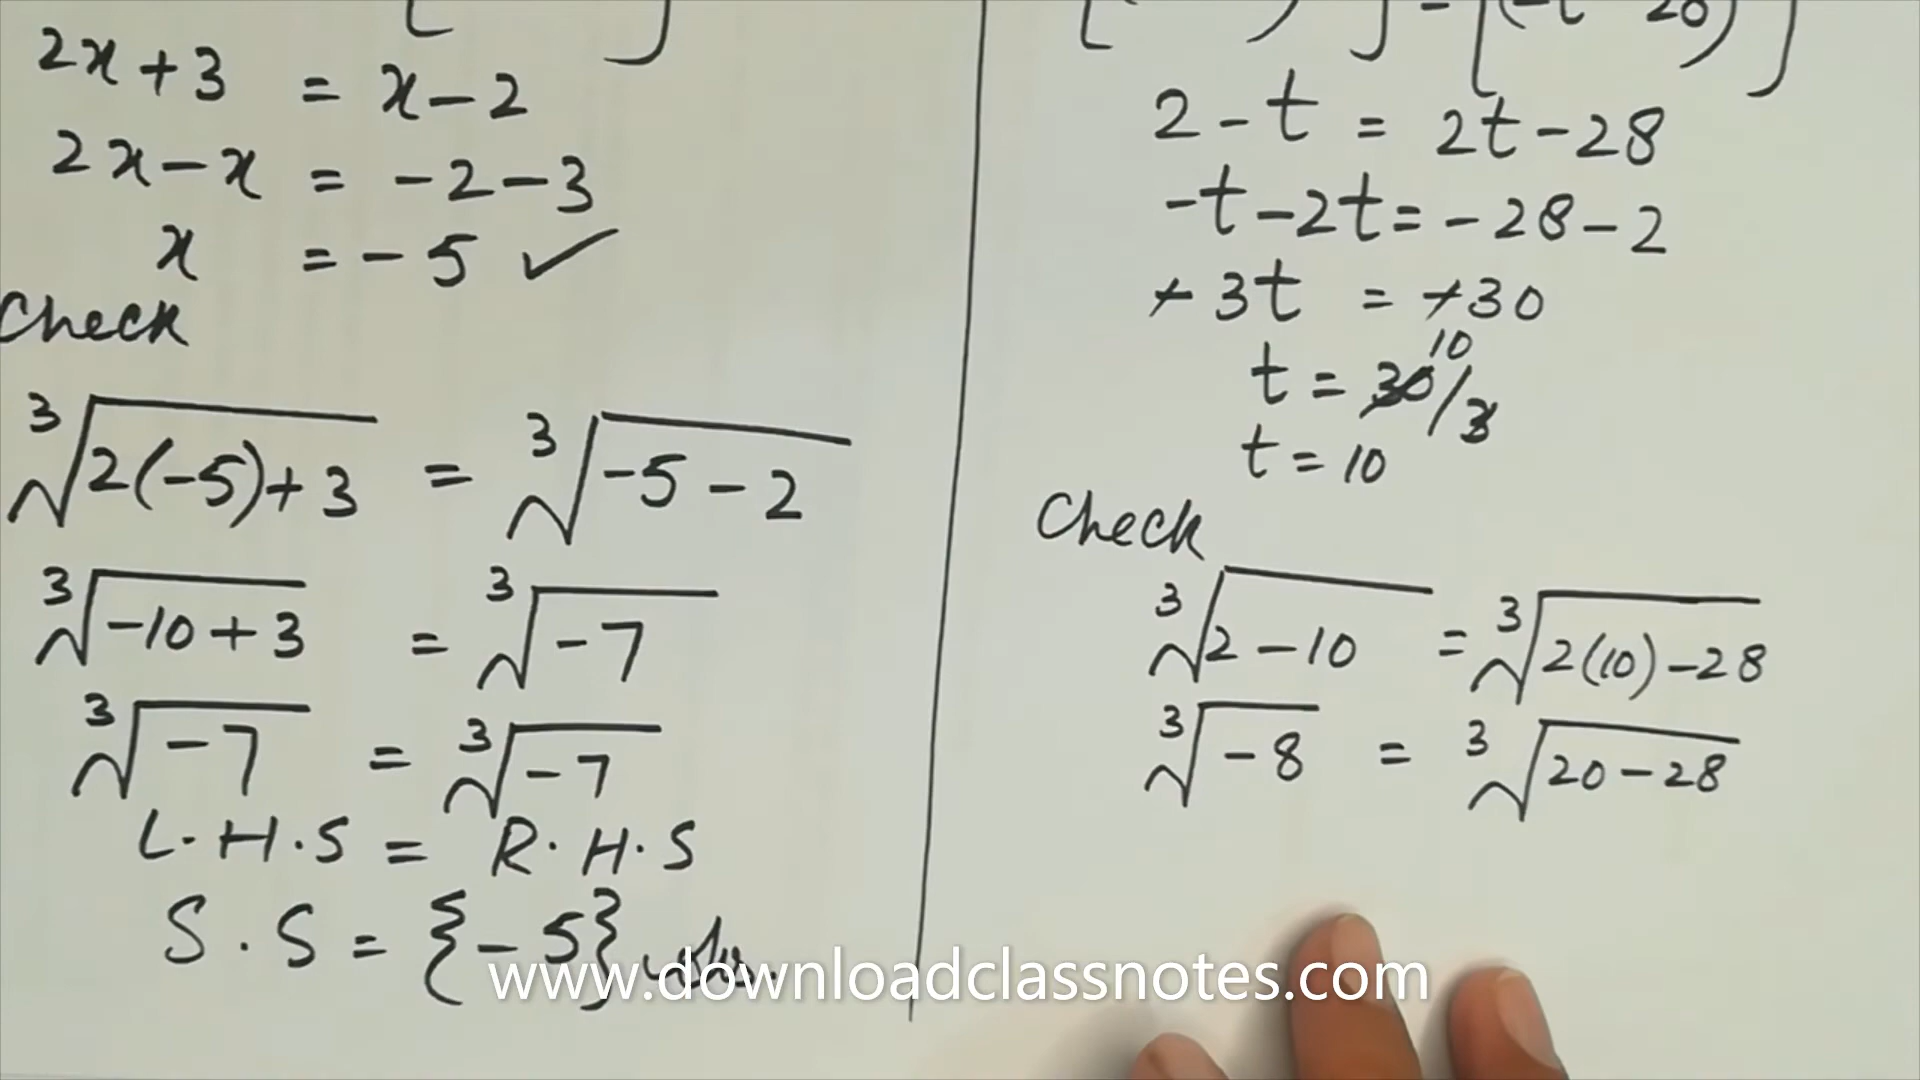 2x + 3 = x - 2
2x - x = -2 - 3
x = -5 ✓
Check
∛(2(-5)+3) = ∛(-5-2)
∛(-10+3) = ∛(-7)
∛(-7) = ∛(-7)
L.H.S = R.H.S
S.S = {-5}
2 - t = 2t - 28
-t - 2t = -28 - 2
-3t = -30
t = 30/3 10
t = 10
Check
∛(2-10) = ∛(2(10)-28)
∛(-8) = ∛(20-28)
www.downloadclassnotes.com